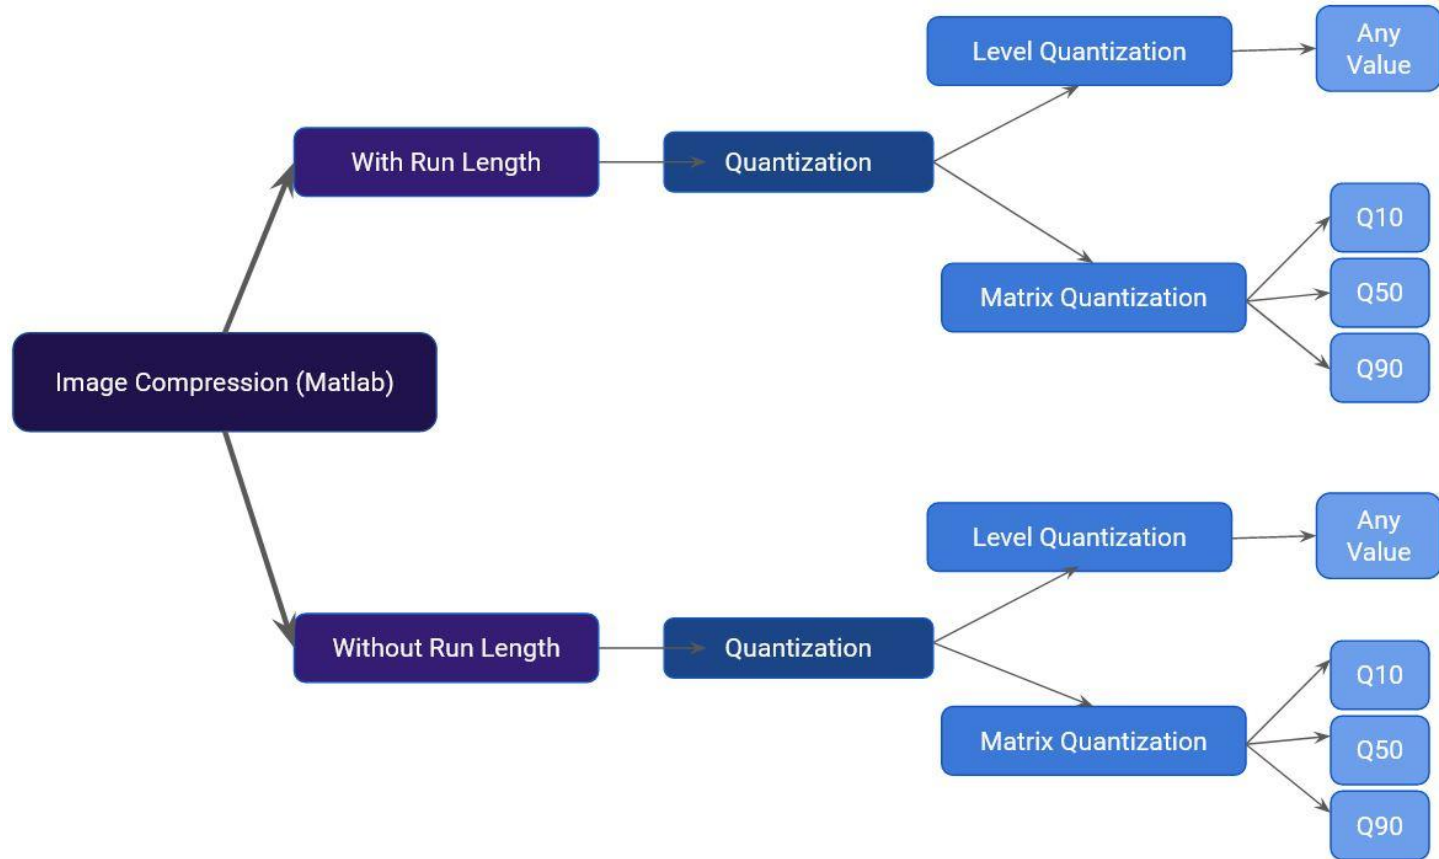 Level Quantization
Any
Value
With Run Length
Quantization
Q10
Matrix Quantization
Q50
Q90
Image Compression (Matlab)
Level Quantization
Any
Value
Without Run Length
Quantization
Q10
Matrix Quantization
Q50
Q90